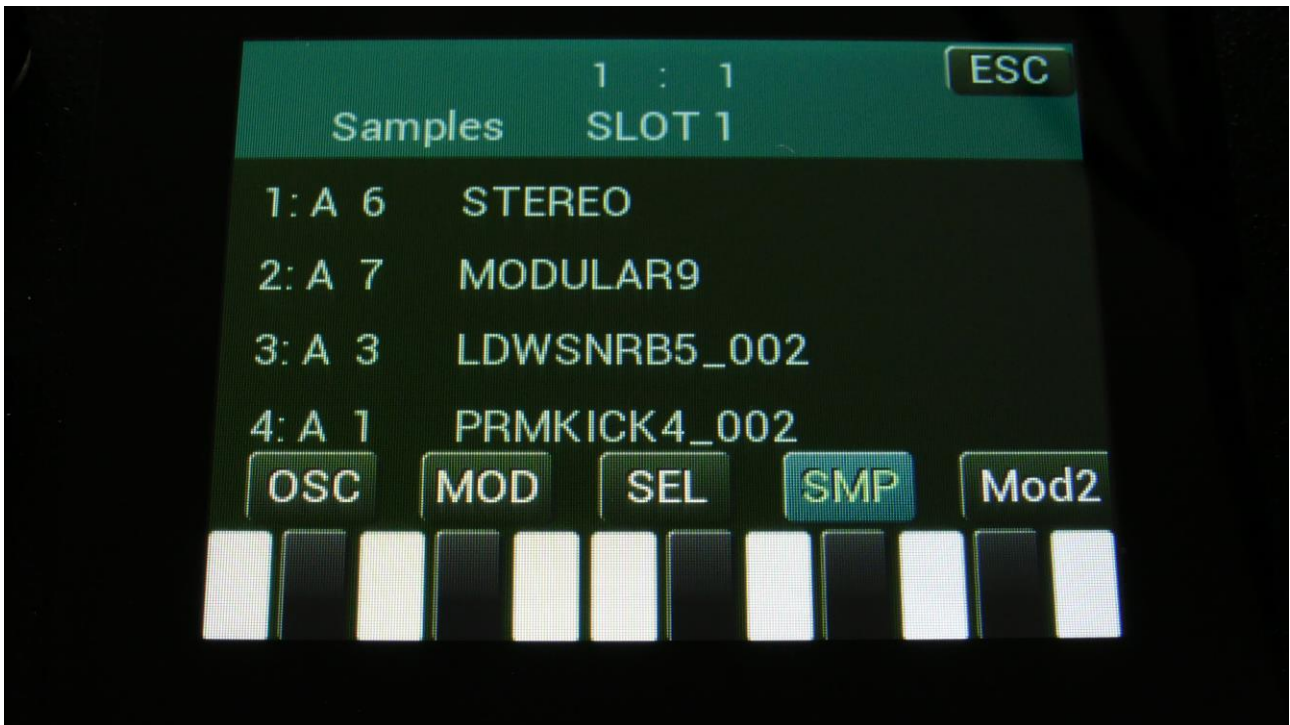 1 : 1 ESC
Samples SLOT 1
1: A 6 STEREO
2: A 7 MODULAR9
3: A 3 LDWSNRB5_002
4: A 1 PRMKICK4_002
OSC MOD SEL SMP Mod2